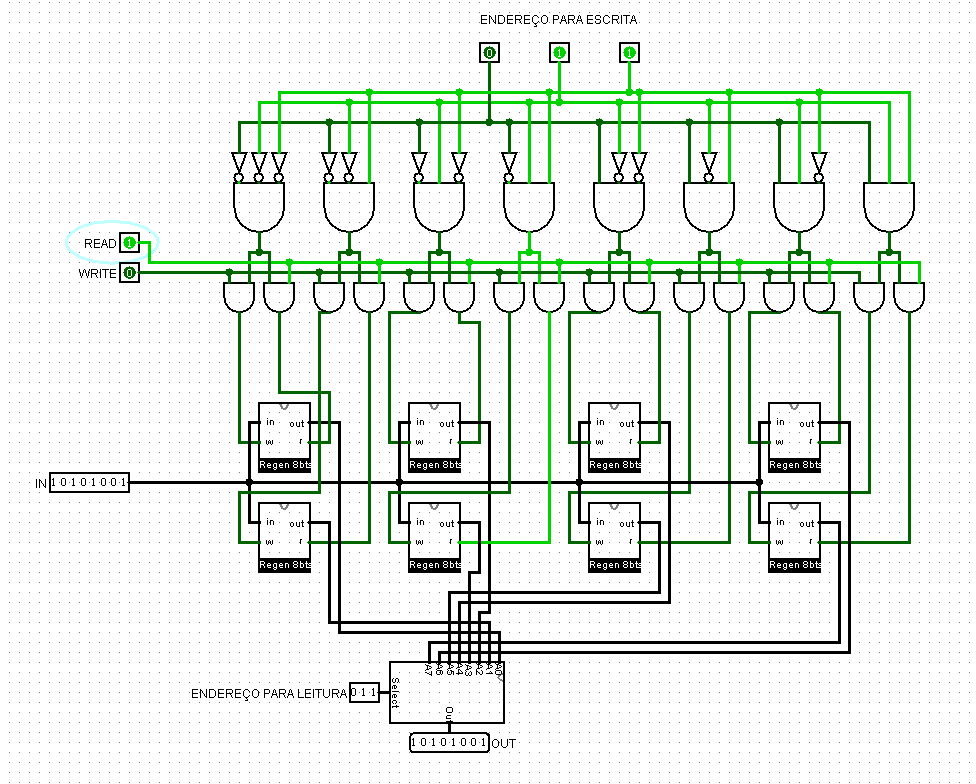 ENDEREÇO PARA ESCRITA
0 1 1
READ 1
WRITE 0
in out in out in out in out
w r w r w r w r
Regen 8bts Regen 8bts Regen 8bts Regen 8bts
IN 1 0 1 0 1 0 0 1
in out in out in out in out
w r w r w r w r
Regen 8bts Regen 8bts Regen 8bts Regen 8bts
A7 A6 A5 A4 A3 A2 A1 A0
ENDEREÇO PARA LEITURA 0 1 1 Select
Out
1 0 1 0 1 0 0 1 OUT